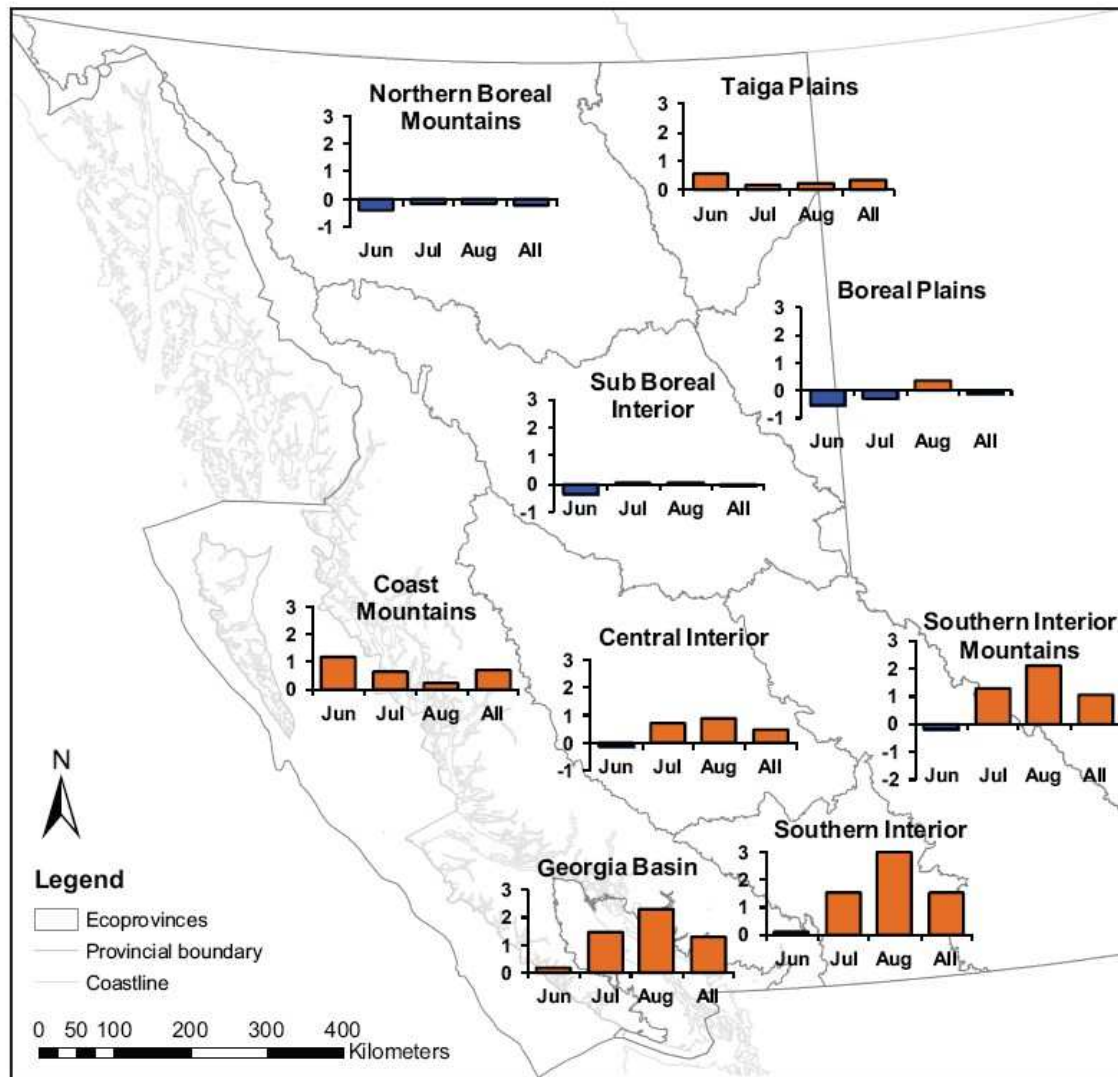 Northern Boreal
Mountains
3
2
1
0
-1
Jun Jul Aug All
Taiga Plains
3
2
1
0
Jun Jul Aug All
Boreal Plains
3
2
1
0
-1
Jun Jul Aug All
Sub Boreal
Interior
3
2
1
0
-1
Jun Jul Aug All
Coast
Mountains
3
2
1
0
Jun Jul Aug All
Central Interior
3
2
1
0
-1
Jun Jul Aug All
Southern Interior
Mountains
3
2
1
0
-1
-2
Jun Jul Aug All
Georgia Basin
3
2
1
0
Jun Jul Aug All
Southern Interior
3
2
1
0
Jun Jul Aug All
N
Legend
Ecoprovinces
Provincial boundary
Coastline
0 50 100 200 300 400
Kilometers